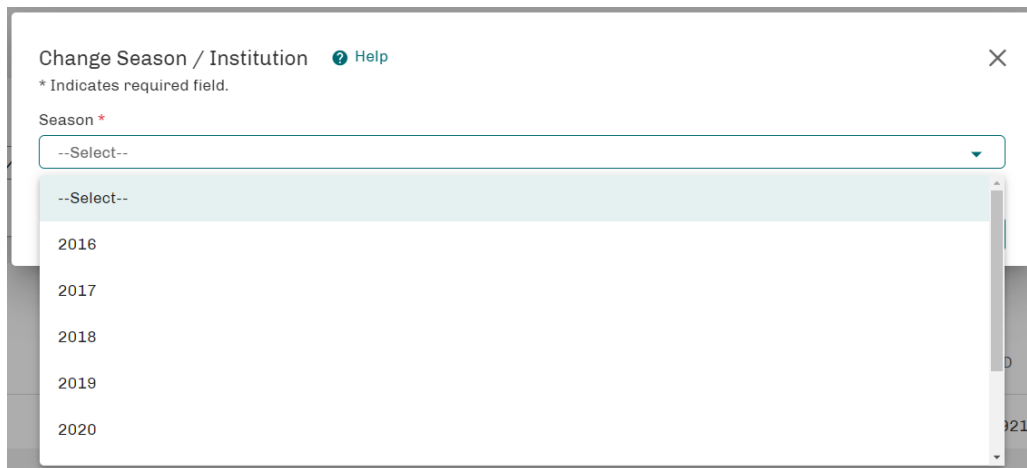 Change Season / Institution ? Help
* Indicates required field.
Season *
--Select--
--Select--
2016
2017
2018
2019
2020